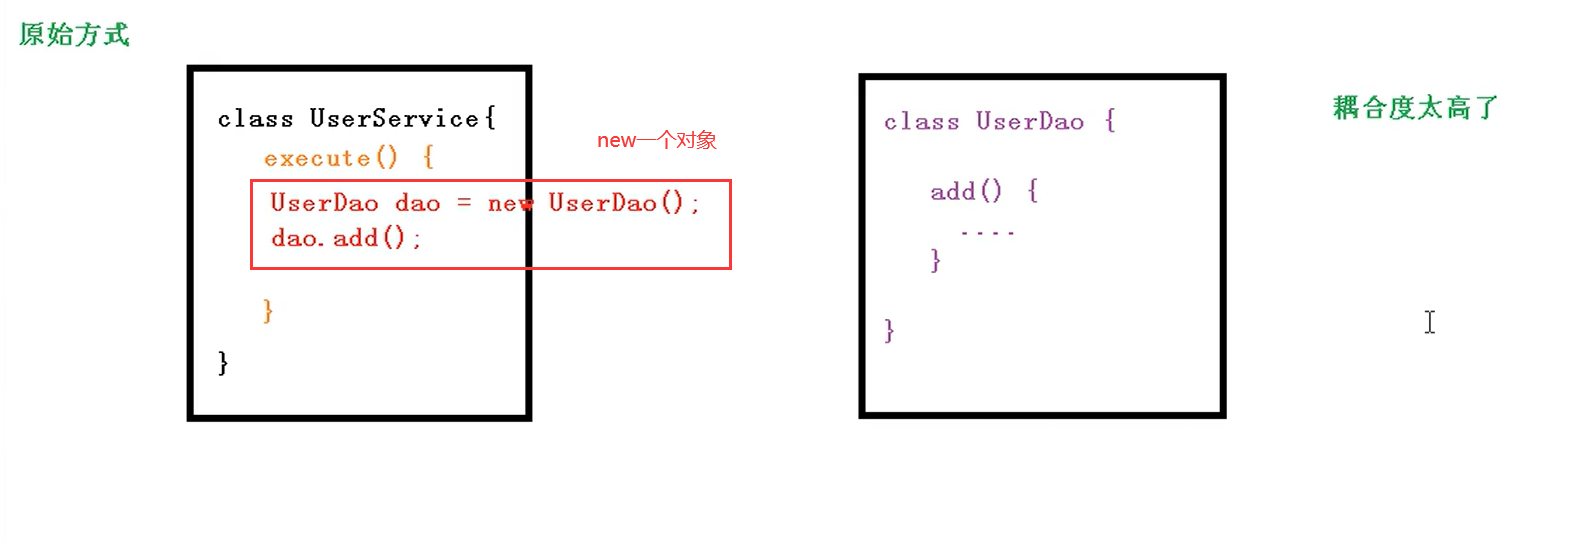 原始方式
class UserService{
execute() {
UserDao dao = new UserDao();
dao.add();
}
}
new一个对象
class UserDao {
add() {
....
}
}
耦合度太高了